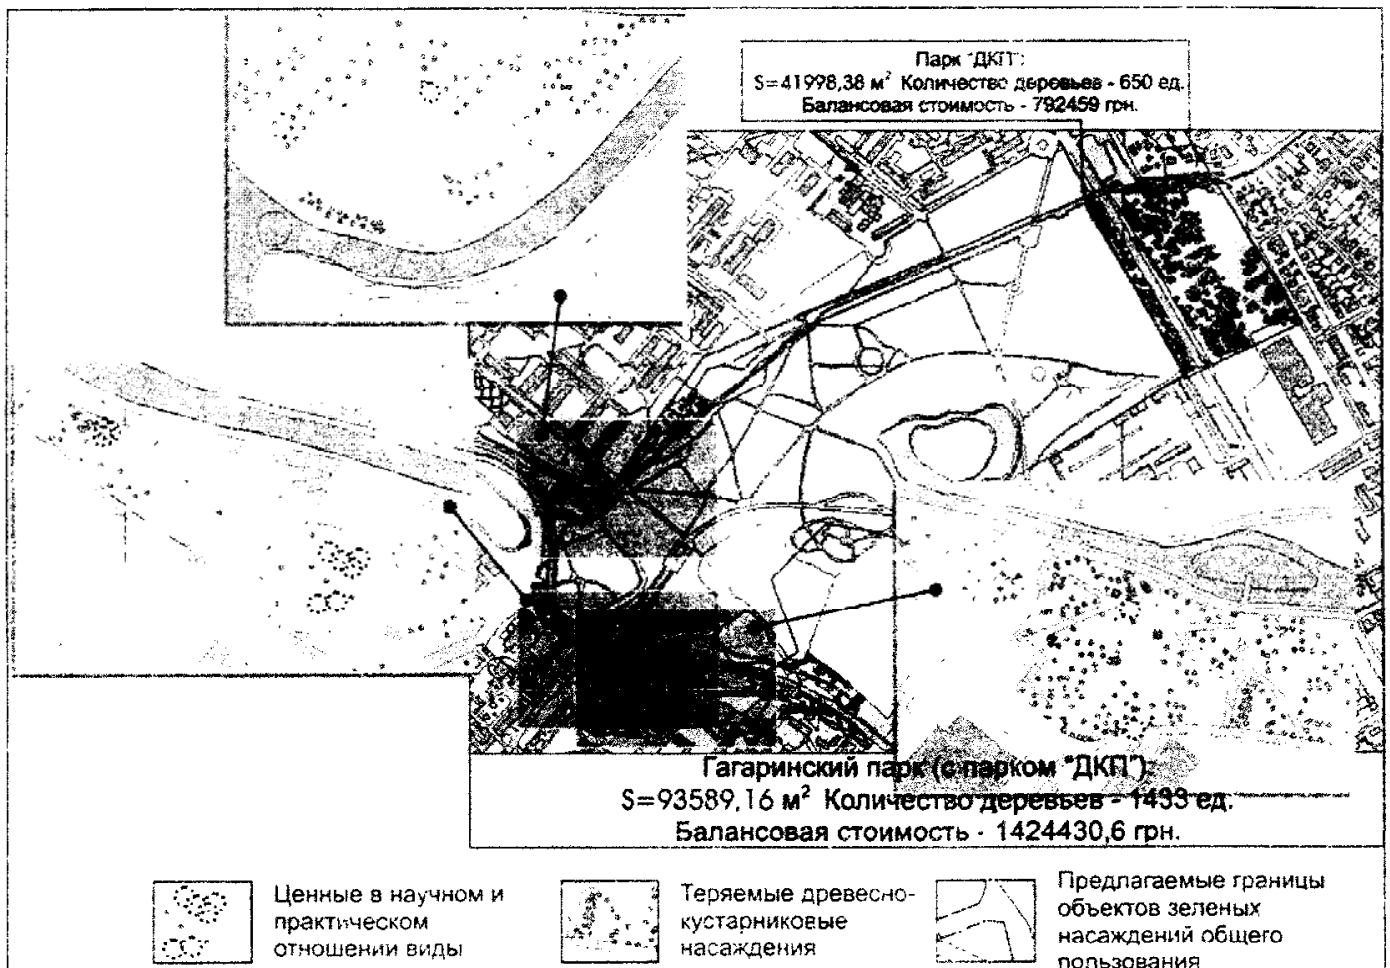 Парк "ДКП":
S=41998,38 м² Количество деревьев - 650 ед.
Балансовая стоимость - 792459 грн.
Гагаринский парк (с парком "ДКП"):
S=93589,16 м² Количество деревьев - 1433 ед.
Балансовая стоимость - 1424430,6 грн.
Ценные в научном и
практическом
отношении виды
Теряемые древесно-
кустарниковые
насаждения
Предлагаемые границы
объектов зеленых
насаждений общего
пользования